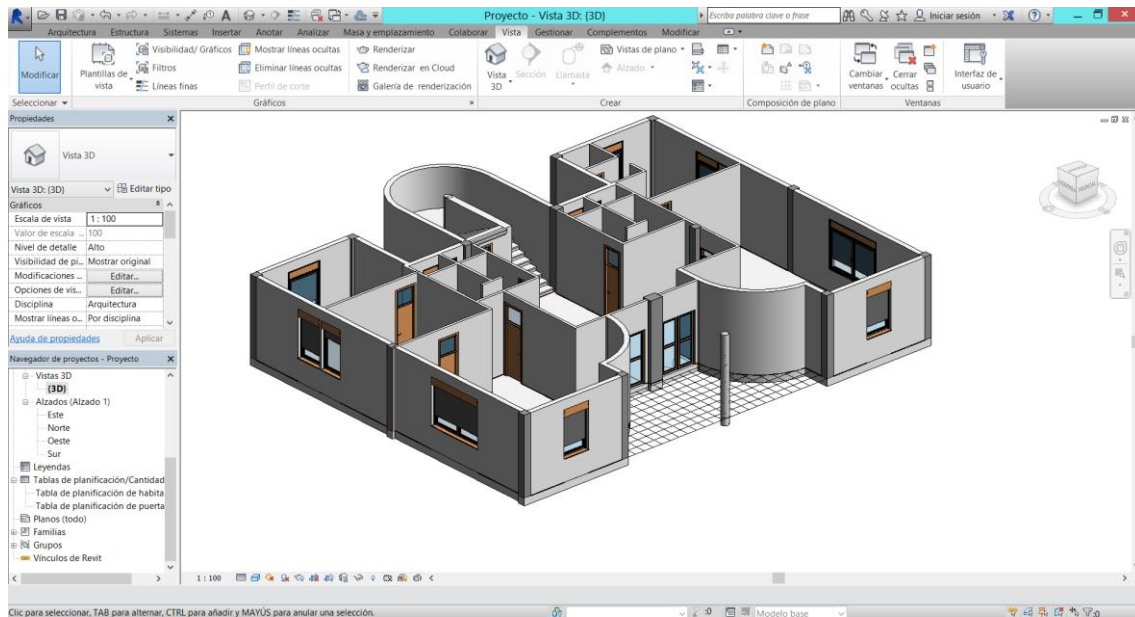 Proyecto - Vista 3D: {3D}
Escriba palabra clave o frase
Iniciar sesión
Arquitectura Estructura Sistemas Insertar Anotar Analizar Masa y emplazamiento Colaborar Vista Gestionar Complementos Modificar
Modificar
Plantillas de vista
Visibilidad/ Gráficos
Filtros
Líneas finas
Mostrar líneas ocultas
Eliminar líneas ocultas
Perfil de corte
Renderizar
Renderizar en Cloud
Galería de renderización
Vista 3D
Sección
Llamada
Vistas de plano
Alzado
Cambiar ventanas
Cerrar ocultas
Interfaz de usuario
Seleccionar
Gráficos
Crear
Composición de plano
Ventanas
Propiedades
Vista 3D
Vista 3D: {3D}
Editar tipo
Gráficos
Escala de vista 1 : 100
Valor de escala ... 100
Nivel de detalle Alto
Visibilidad de pi... Mostrar original
Modificaciones ... Editar...
Opciones de vis... Editar...
Disciplina Arquitectura
Mostrar líneas o... Por disciplina
Ayuda de propiedades
Aplicar
Navegador de proyectos - Proyecto
Vistas 3D
{3D}
Alzados (Alzado 1)
Este
Norte
Oeste
Sur
Leyendas
Tablas de planificación/Cantidad
Tabla de planificación de habita
Tabla de planificación de puerta
Planos (todo)
Familias
Grupos
Vínculos de Revit
1 : 100
Clic para seleccionar, TAB para alternar, CTRL para añadir y MAYÚS para anular una selección.
:0
Modelo base
:0